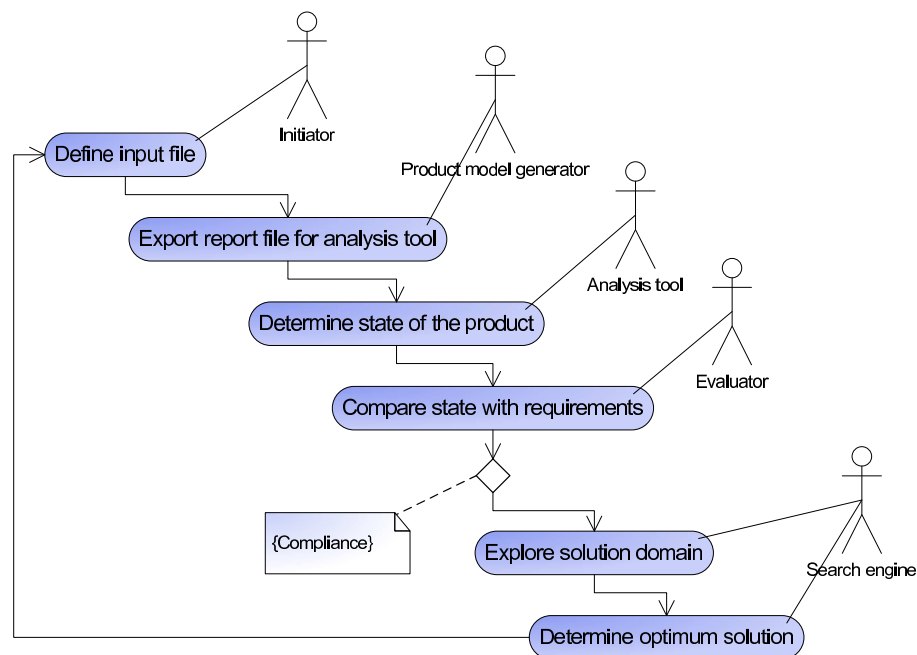 Initiator
Define input file
Product model generator
Export report file for analysis tool
Analysis tool
Determine state of the product
Evaluator
Compare state with requirements
{Compliance}
Explore solution domain
Search engine
Determine optimum solution